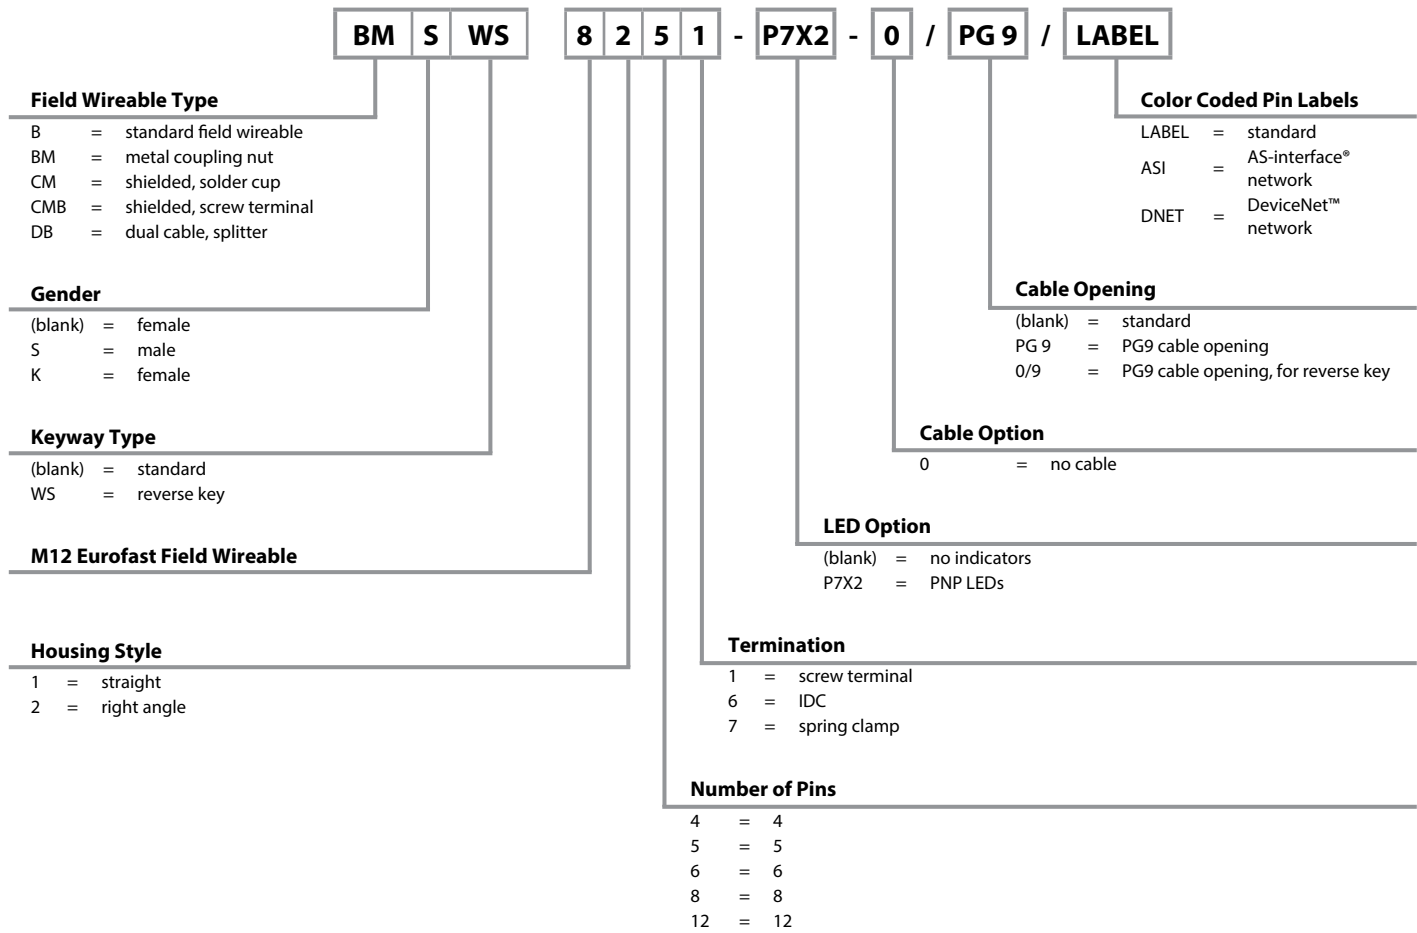 BM S WS 8 2 5 1 - P7X2 - 0 / PG 9 / LABEL
Field Wireable Type
B = standard field wireable
BM = metal coupling nut
CM = shielded, solder cup
CMB = shielded, screw terminal
DB = dual cable, splitter
Gender
(blank) = female
S = male
K = female
Keyway Type
(blank) = standard
WS = reverse key
M12 Eurofast Field Wireable
Housing Style
1 = straight
2 = right angle
Color Coded Pin Labels
LABEL = standard
ASI = AS-interface®
network
DNET = DeviceNet™
network
Cable Opening
(blank) = standard
PG 9 = PG9 cable opening
0/9 = PG9 cable opening, for reverse key
Cable Option
0 = no cable
LED Option
(blank) = no indicators
P7X2 = PNP LEDs
Termination
1 = screw terminal
6 = IDC
7 = spring clamp
Number of Pins
4 = 4
5 = 5
6 = 6
8 = 8
12 = 12